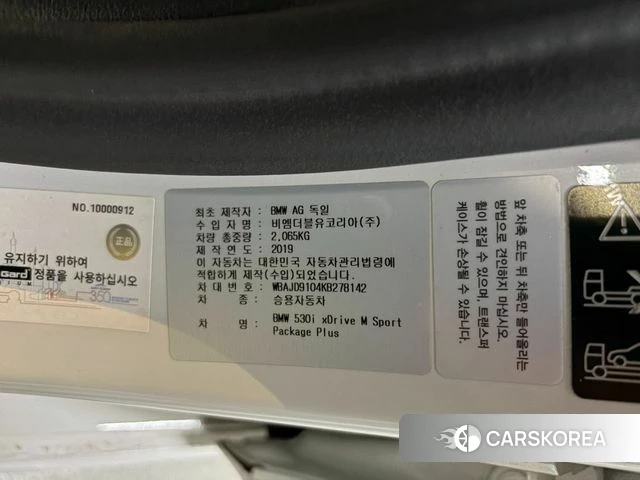 NO.10000912
정품
유지하기 위하여
Gard 정품을 사용하십시오
350
최초 제작자 : BMW AG 독일
수 입 자 명 : 비엠더블유코리아(주)
차량 총중량 : 2,065KG
제 작 연 도 : 2019
이 자동차는 대한민국 자동차관리법령에
적합하게 제작(수입)되었습니다.
차 대 번 호 : WBAJD9104KB278142
차 종 : 승용자동차
차 명 : BMW 530i xDrive M Sport
Package Plus
앞 차축 또는 뒤 차축만 들어올리는
방법으로 견인하지 마십시오.
휠이 잠길 수 있으며, 트랜스퍼
케이스가 손상될 수 있습니다.
CARSKOREA